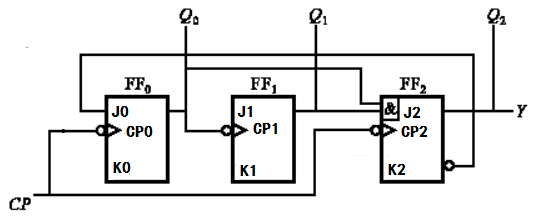 Q₀ Q₁ Q₂
FF₀ FF₁ FF₂
J0 J1 & J2 Y
CP0 CP1 CP2
K0 K1 K2
CP